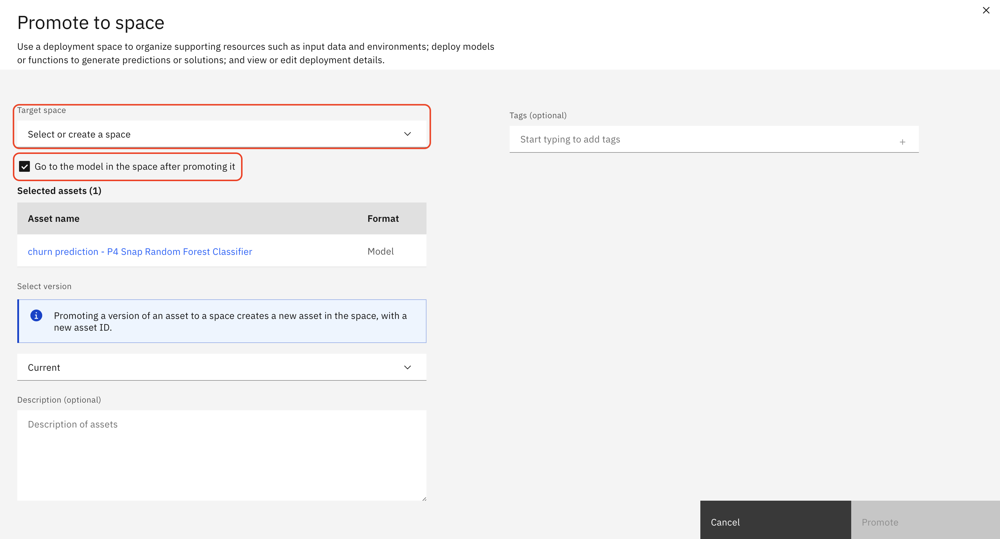 Promote to space
Use a deployment space to organize supporting resources such as input data and environments; deploy models
or functions to generate predictions or solutions; and view or edit deployment details.
Target space
Select or create a space
Go to the model in the space after promoting it
Selected assets (1)
Asset name Format
churn prediction - P4 Snap Random Forest Classifier Model
Select version
Promoting a version of an asset to a space creates a new asset in the space, with a
new asset ID.
Current
Description (optional)
Description of assets
Tags (optional)
Start typing to add tags
Cancel
Promote